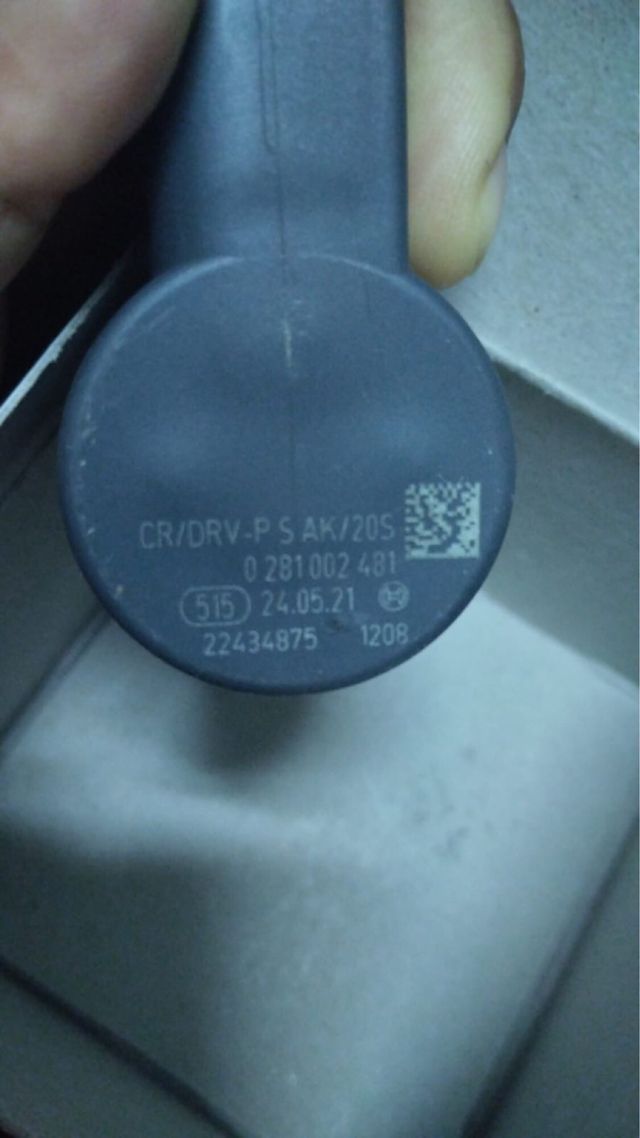 CR/DRV-P S AK/20S
0 281 002 481
515 24.05.21
22434875 1208